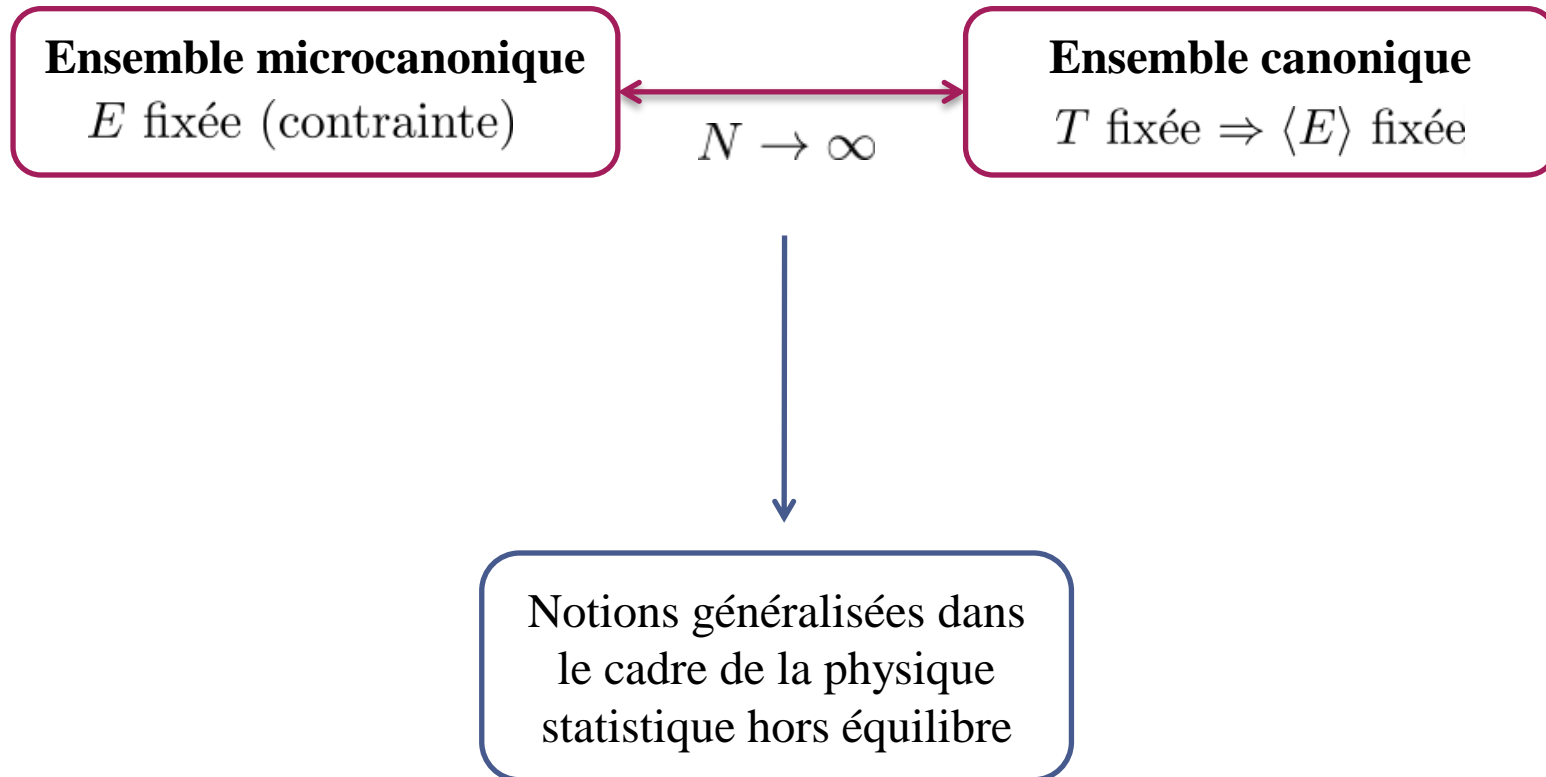 Ensemble microcanonique
E fixée (contrainte)
N → ∞
Ensemble canonique
T fixée ⇒ ⟨E⟩ fixée
Notions généralisées dans
le cadre de la physique
statistique hors équilibre